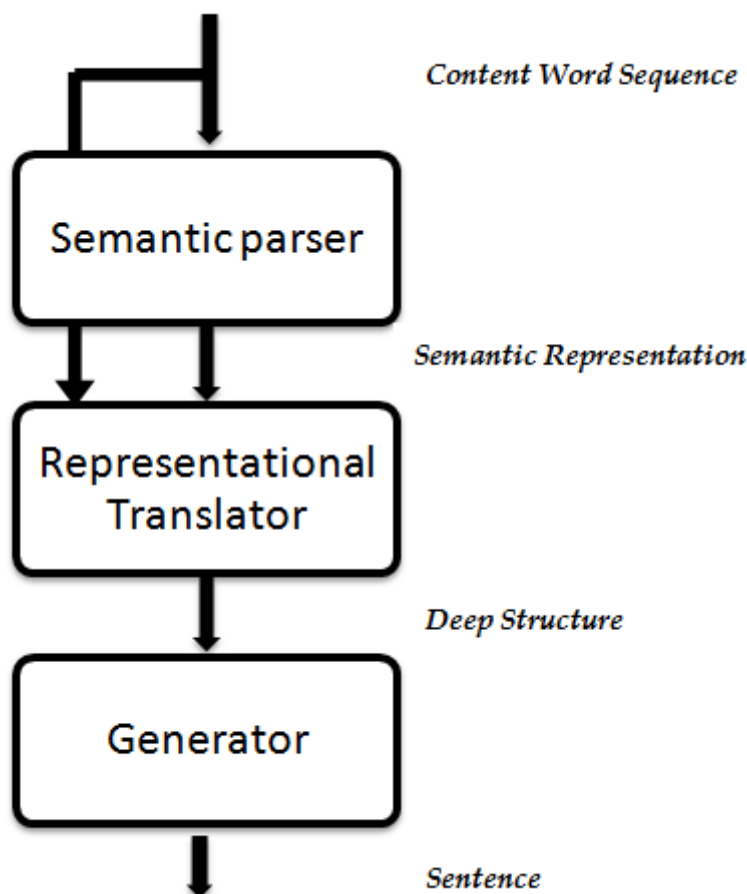 Content Word Sequence
Semantic parser
Semantic Representation
Representational
Translator
Deep Structure
Generator
Sentence